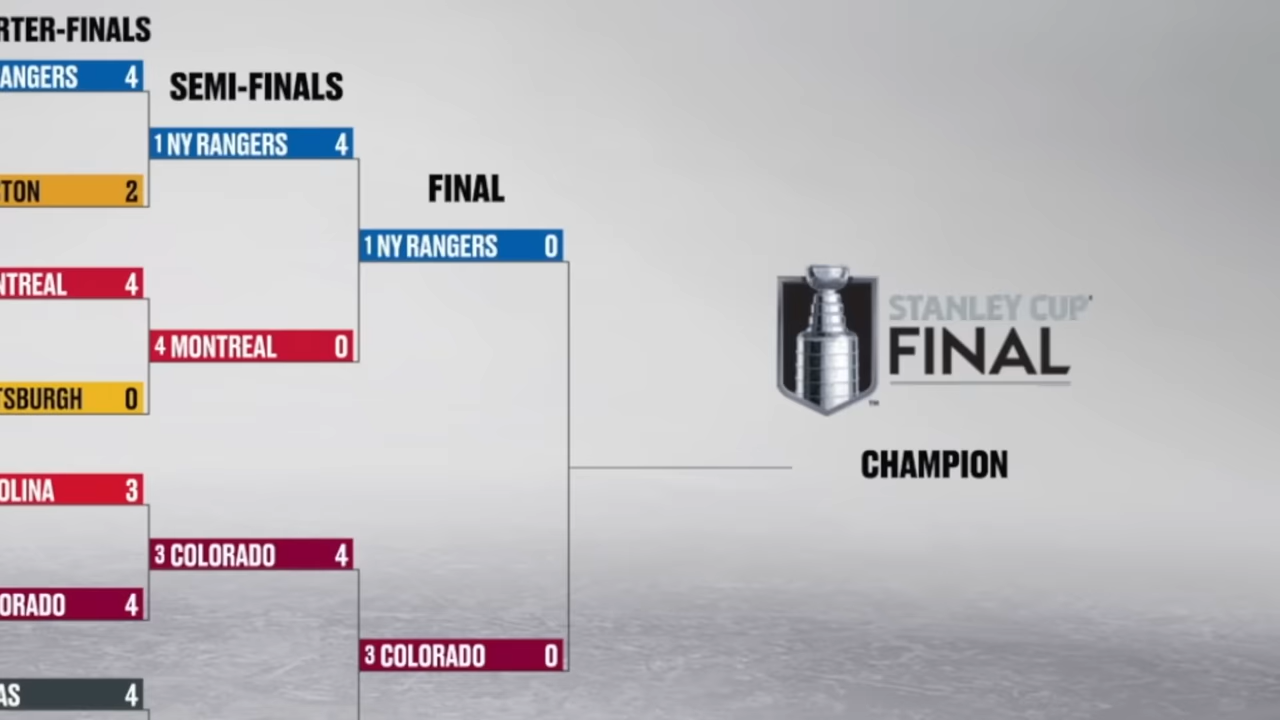 RTER-FINALS
ANGERS 4
SEMI-FINALS
1 NY RANGERS 4
FINAL
TON 2
1 NY RANGERS 0
NTREAL 4
STANLEY CUP
FINAL
™
4 MONTREAL 0
TSBURGH 0
CHAMPION
OLINA 3
3 COLORADO 4
ORADO 4
3 COLORADO 0
AS 4